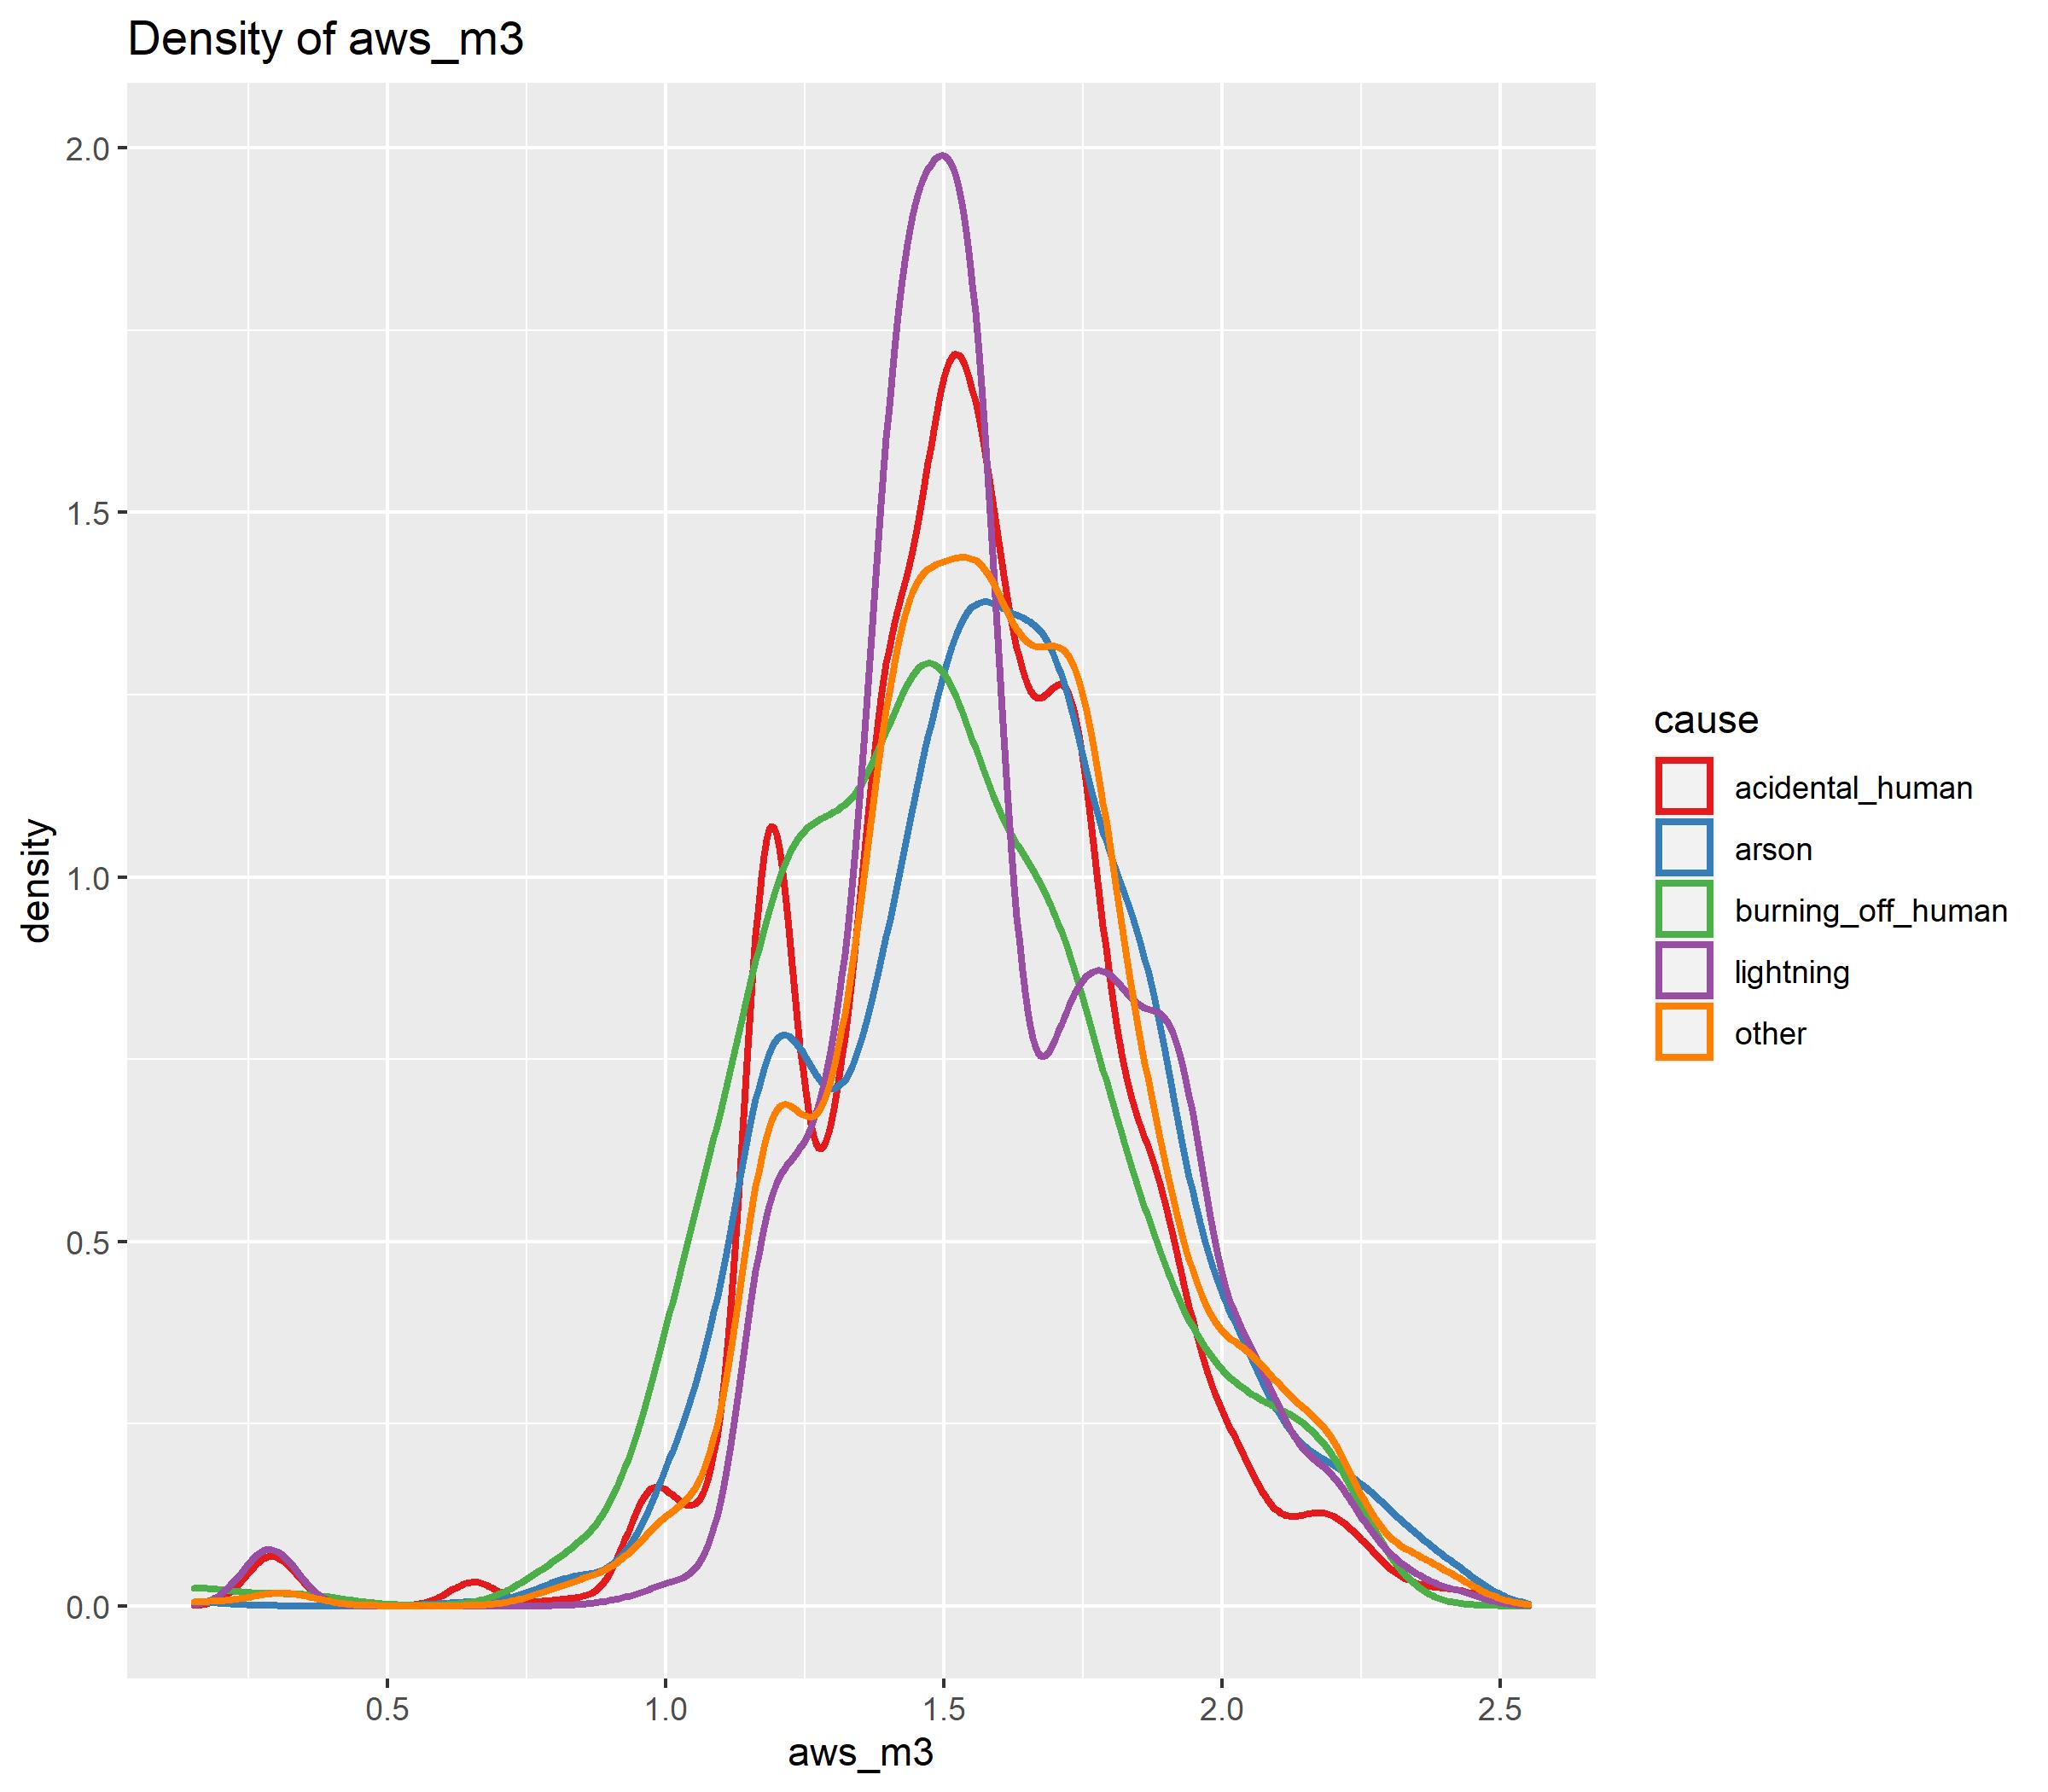 Density of aws_m3
2.0
1.5
1.0
0.5
0.0
density
0.5
1.0
1.5
2.0
2.5
aws_m3
cause
acidental_human
arson
burning_off_human
lightning
other